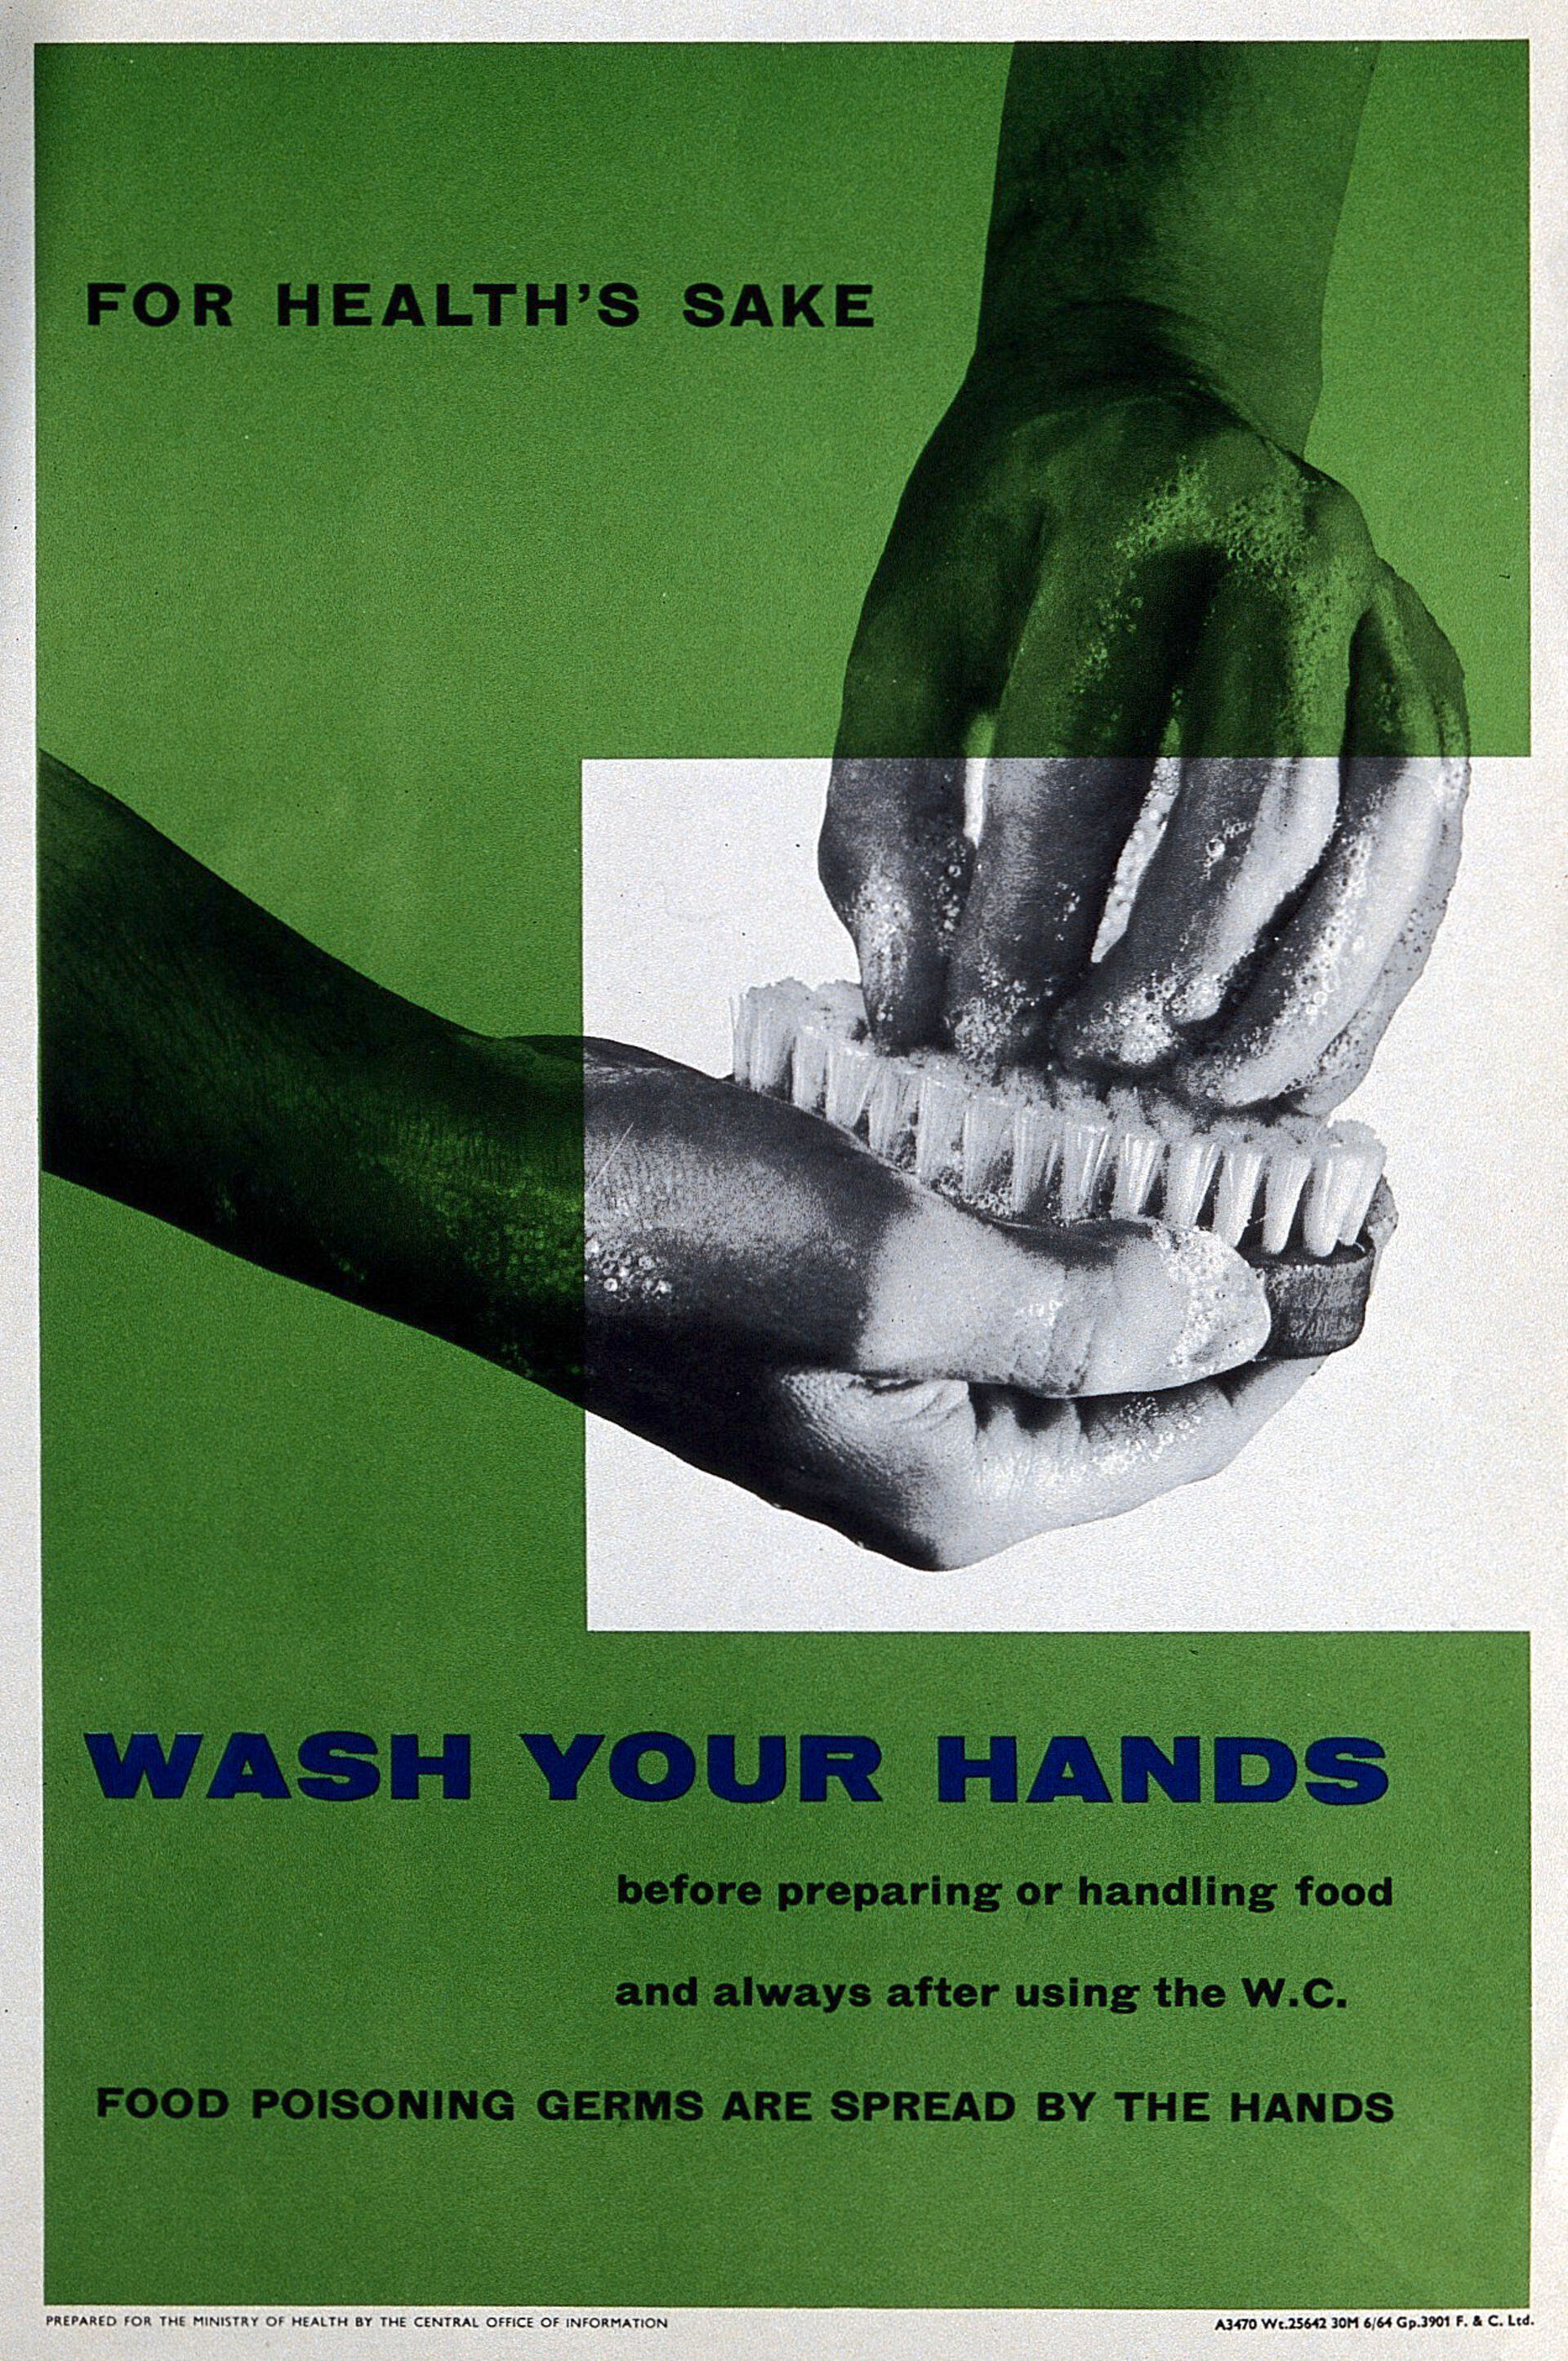 FOR HEALTH'S SAKE
WASH YOUR HANDS
before preparing or handling food
and always after using the W.C.
FOOD POISONING GERMS ARE SPREAD BY THE HANDS
PREPARED FOR THE MINISTRY OF HEALTH BY THE CENTRAL OFFICE OF INFORMATION
A3470 Wt.25642 30M 6/64 Gp.3901 F. & C. Ltd.